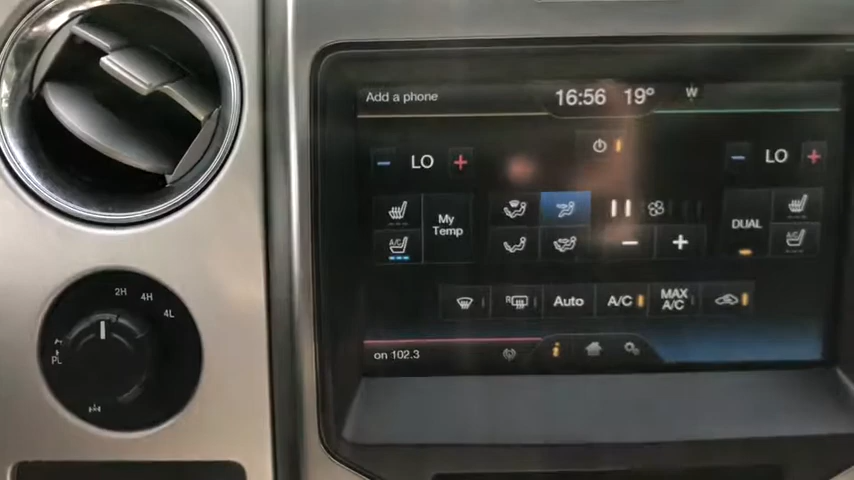 Add a phone 16:56 19° W
LO LO
My
Temp
A/C
DUAL
A/C
R
Auto
A/C
MAX
A/C
on 102.3
i
2H
4H
4L